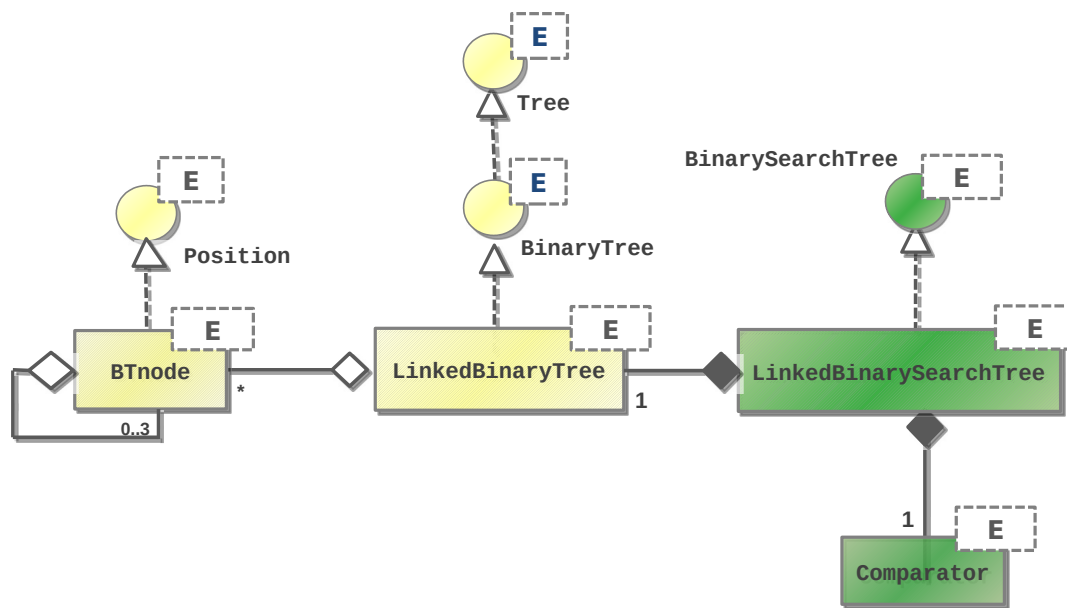 E
Tree
BinarySearchTree
E
E
E
BinaryTree
Position
E
E
E
BTnode
LinkedBinaryTree
LinkedBinarySearchTree
*
1
0..3
1
E
Comparator